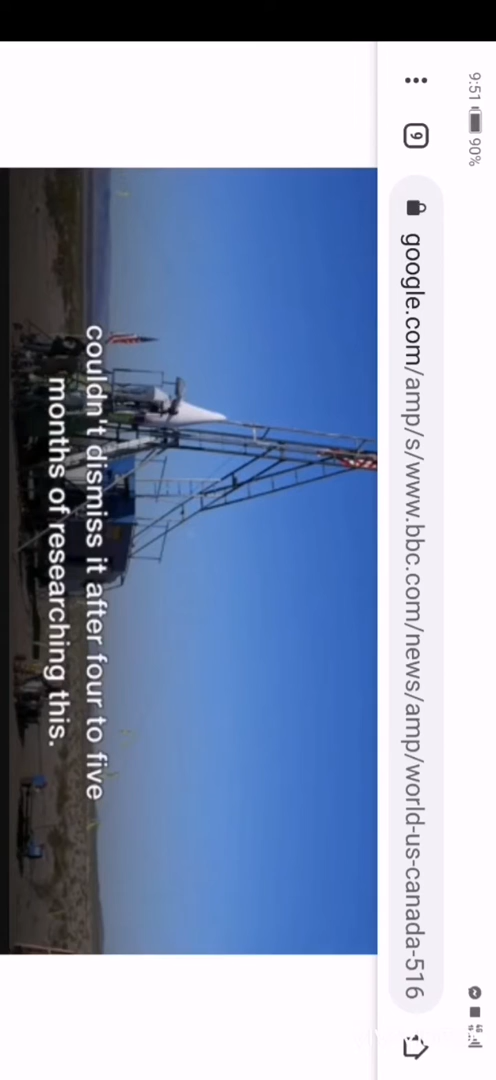 9:51 90%
9
google.com/amp/s/www.bbc.com/news/amp/world-us-canada-516
couldn't dismiss it after four to five
months of researching this.